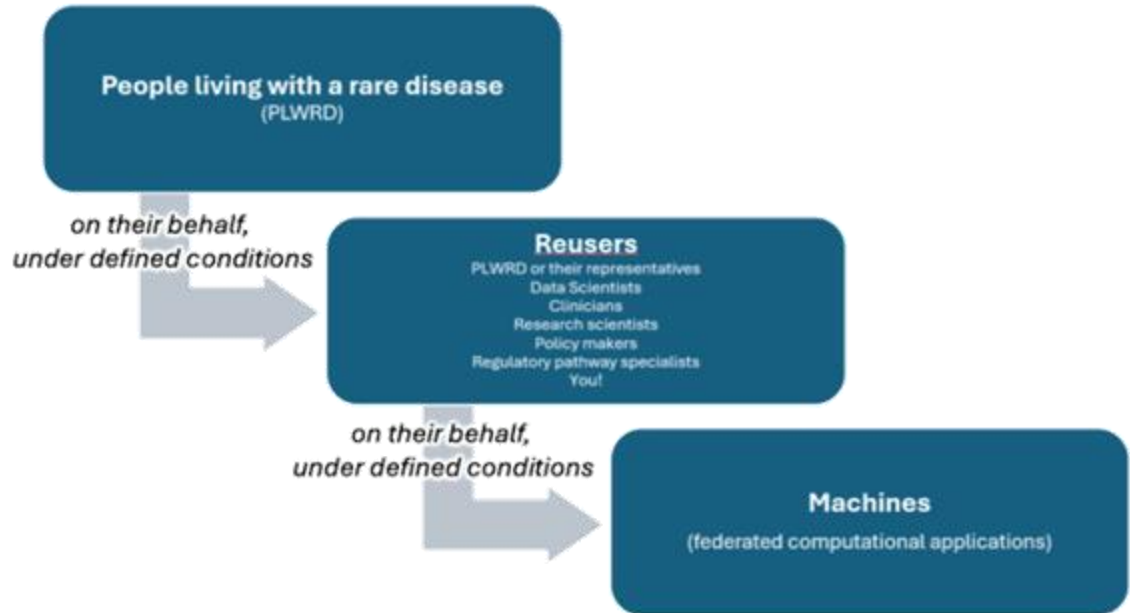 People living with a rare disease
(PLWRD)
on their behalf,
under defined conditions
Reusers
PLWRD or their representatives
Data Scientists
Clinicians
Research scientists
Policy makers
Regulatory pathway specialists
You!
on their behalf,
under defined conditions
Machines
(federated computational applications)